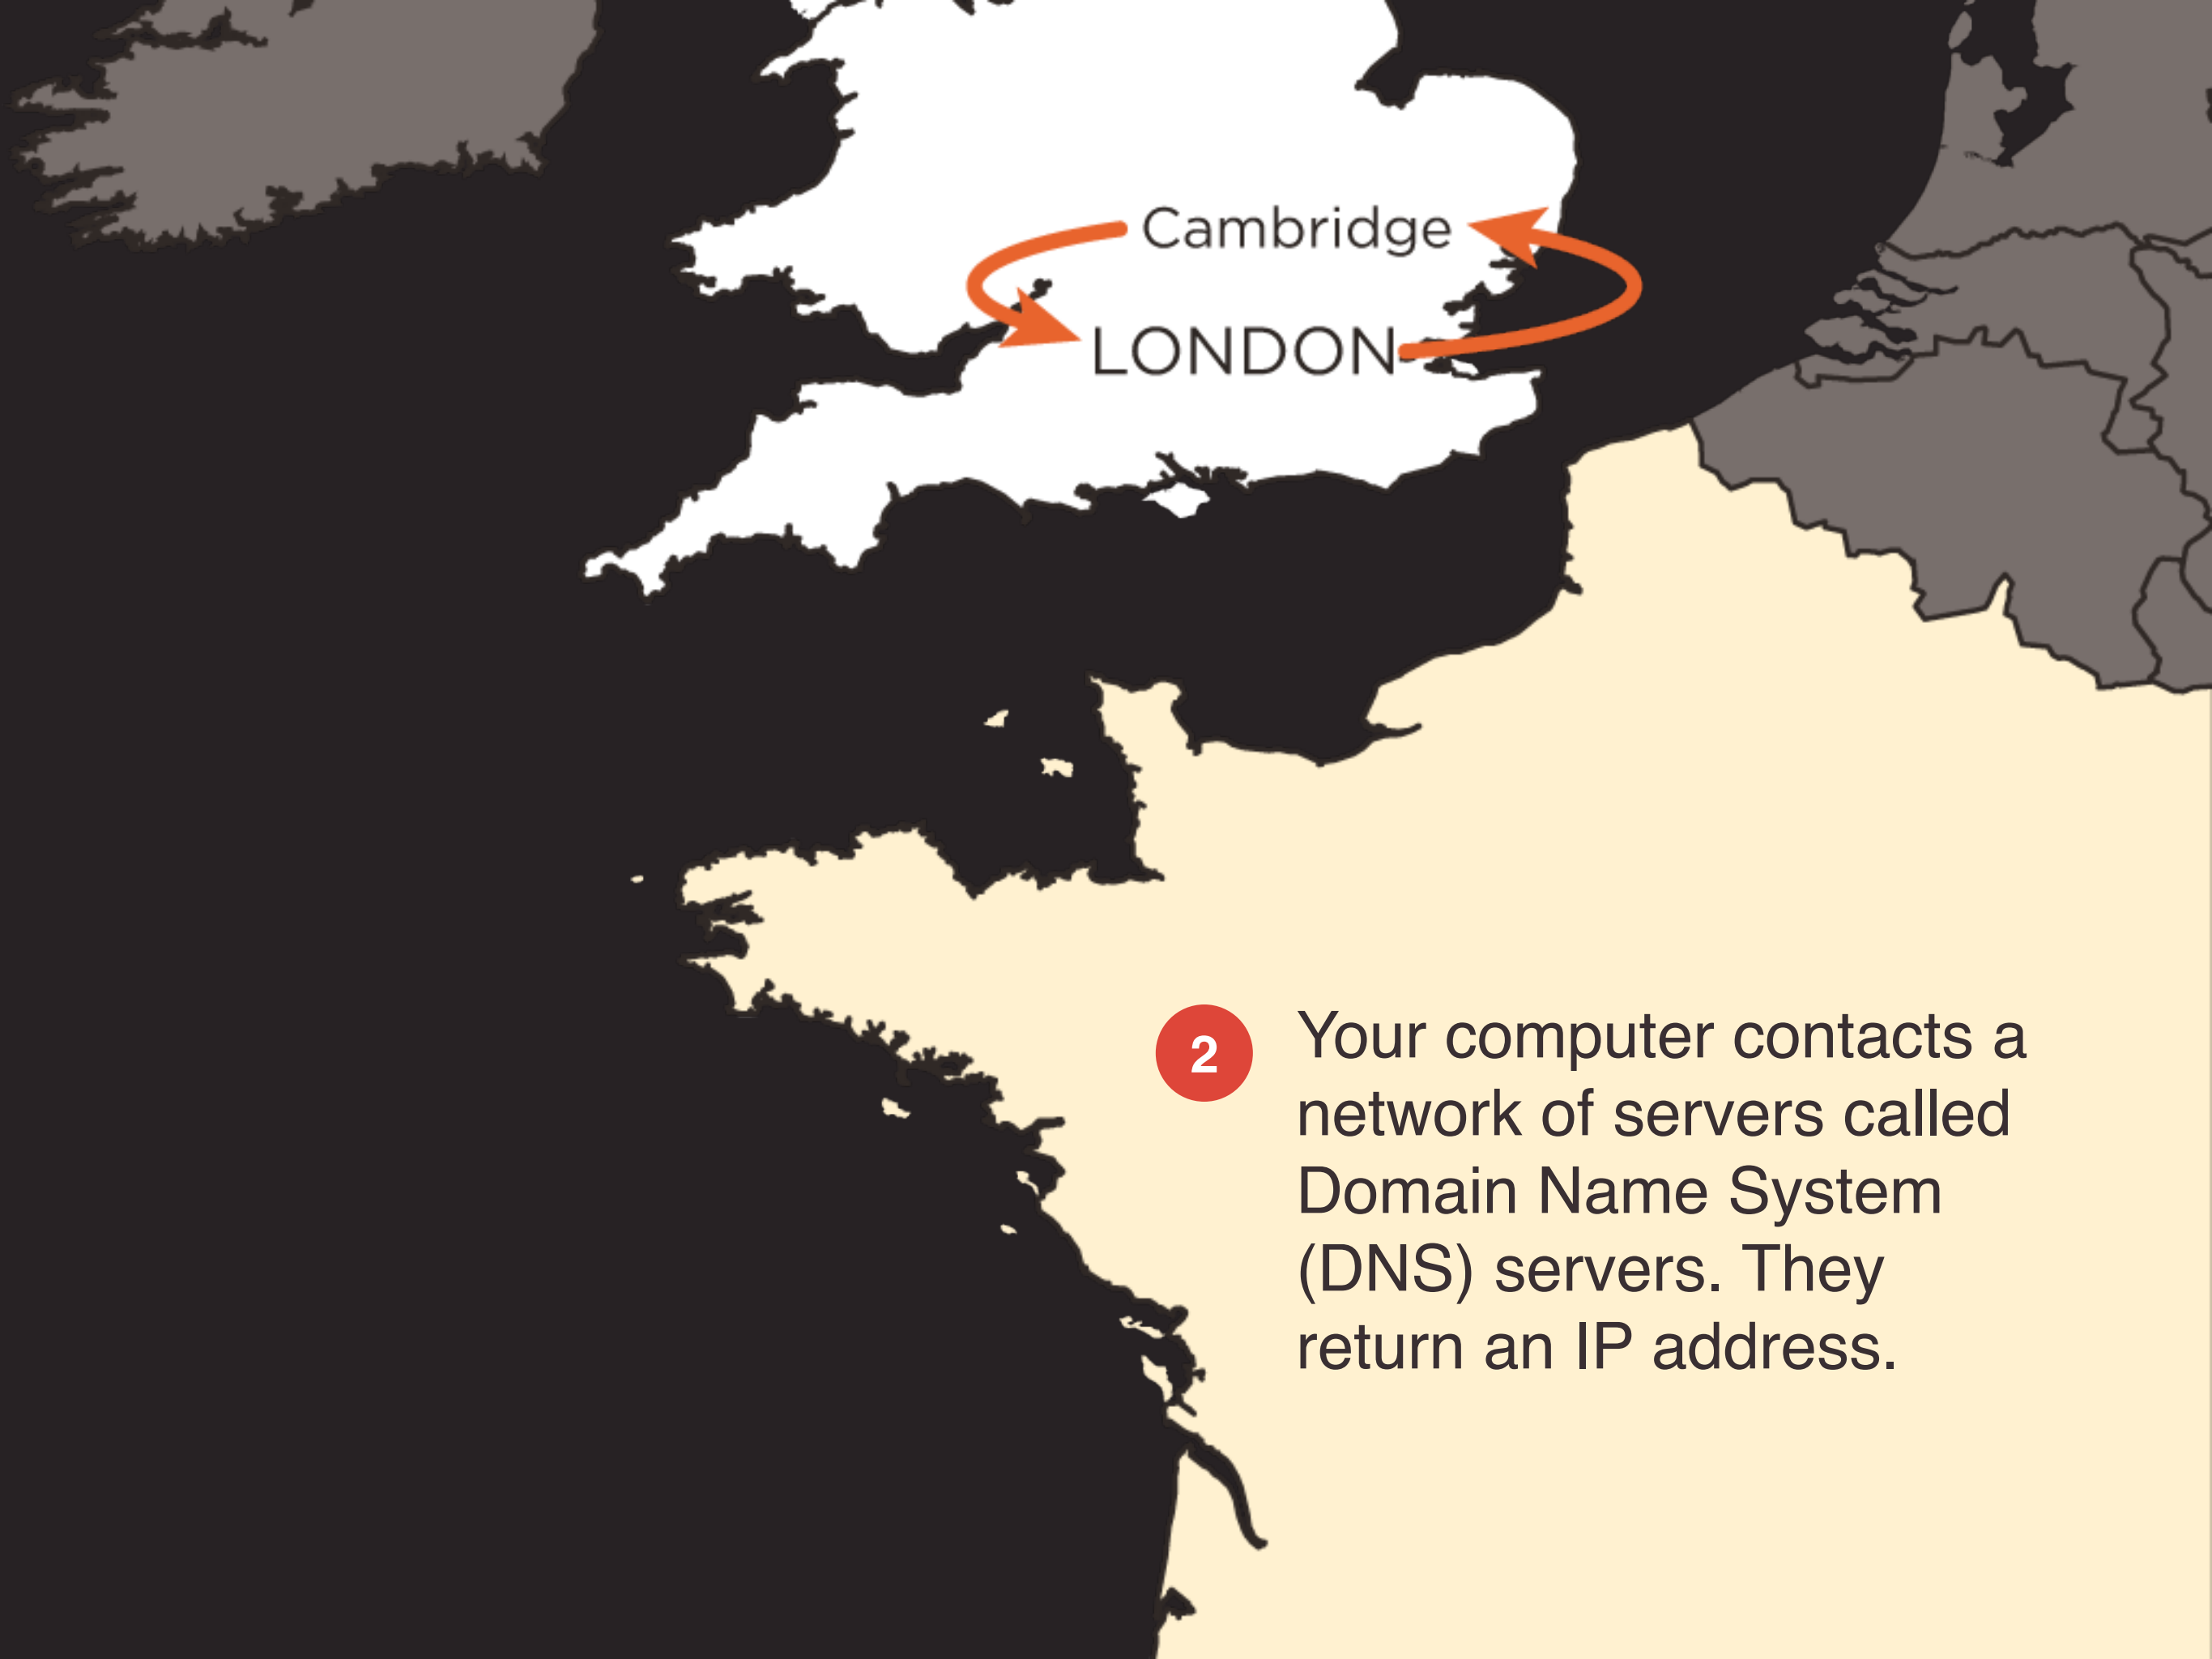 Cambridge
LONDON
2
Your computer contacts a
network of servers called
Domain Name System
(DNS) servers. They
return an IP address.